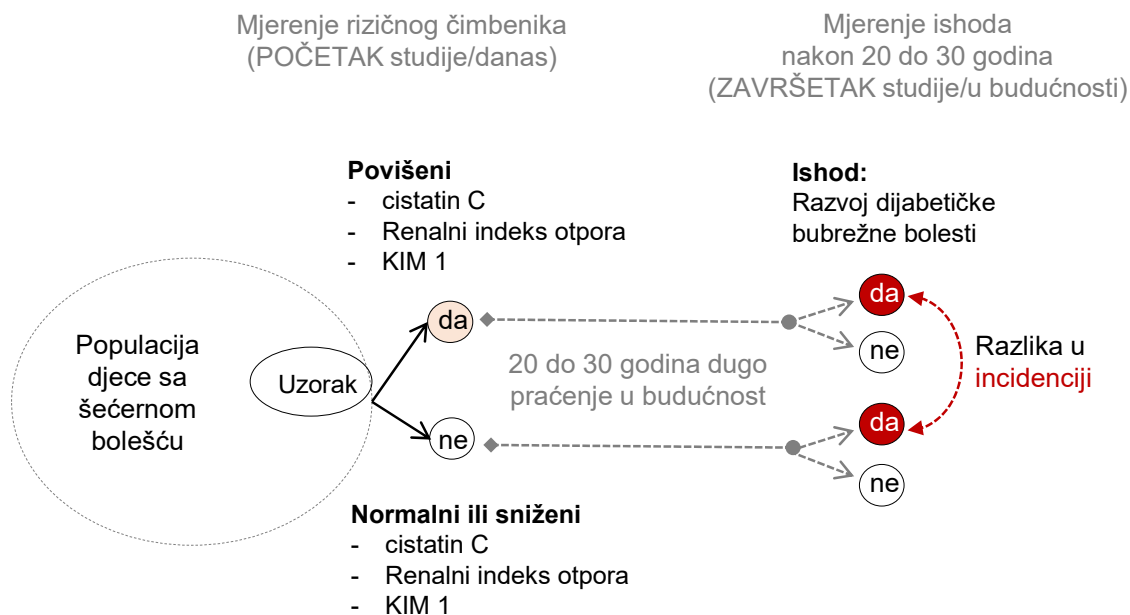 Mjerenje rizičnog čimbenika
(POČETAK studije/danas)
Mjerenje ishoda
nakon 20 do 30 godina
(ZAVRŠETAK studije/u budućnosti)
Povišeni
- cistatin C
- Renalni indeks otpora
- KIM 1
Ishod:
Razvoj dijabetičke
bubrežne bolesti
Populacija
djece sa
šećernom
bolešću
Uzorak
da
ne
20 do 30 godina dugo
praćenje u budućnost
da
ne
da
ne
Razlika u
incidenciji
Normalni ili sniženi
- cistatin C
- Renalni indeks otpora
- KIM 1